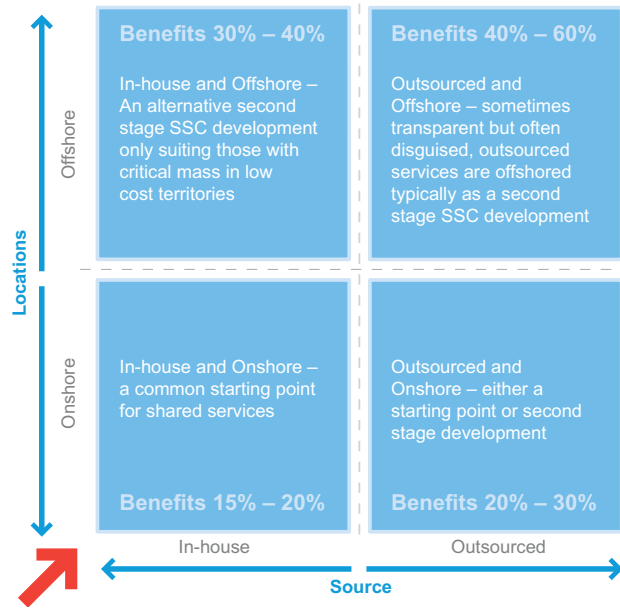 Benefits 30% – 40%
In-house and Offshore –
An alternative second
stage SSC development
only suiting those with
critical mass in low
cost territories
Benefits 40% – 60%
Outsourced and
Offshore – sometimes
transparent but often
disguised, outsourced
services are offshored
typically as a second
stage SSC development
Offshore
Locations
Onshore
In-house and Onshore –
a common starting point
for shared services
Benefits 15% – 20%
Outsourced and
Onshore – either a
starting point or second
stage development
Benefits 20% – 30%
In-house
Outsourced
Source